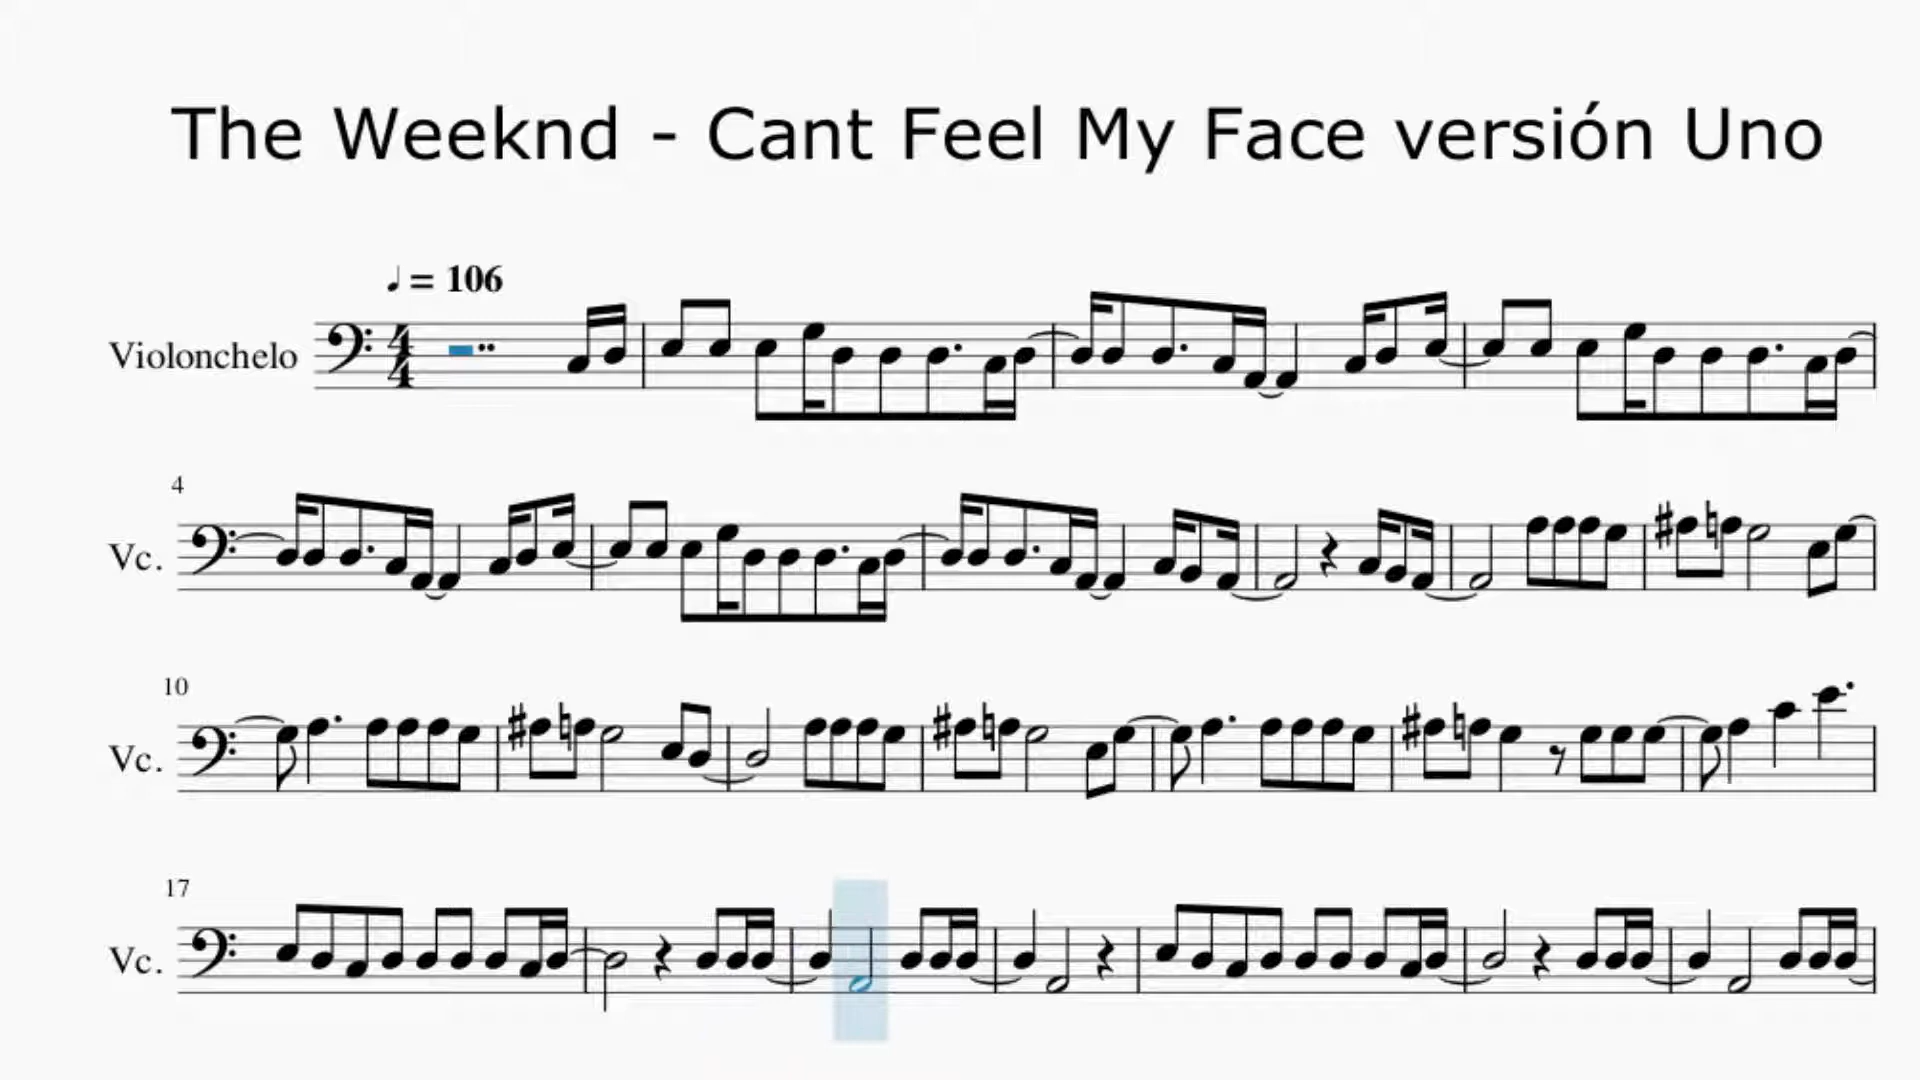 The Weeknd - Cant Feel My Face versión Uno
♩ = 106
Violonchelo
4
4
4
Vc.
10
Vc.
17
Vc.